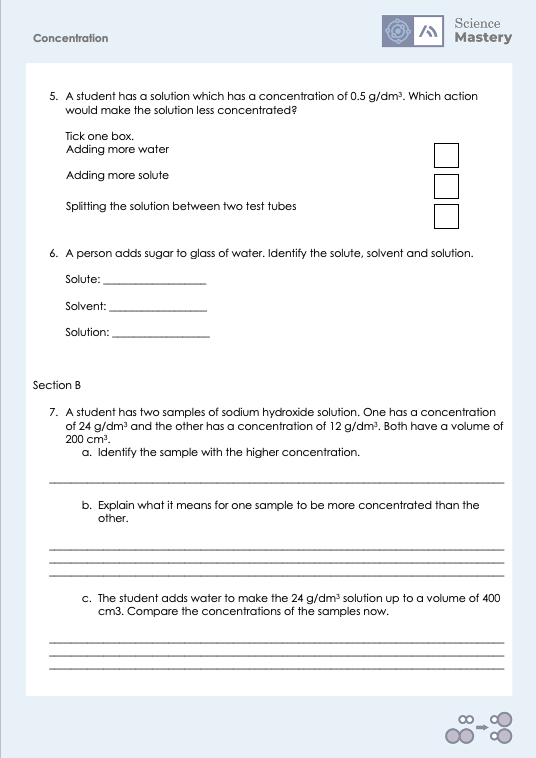 Concentration
Science
Mastery
5. A student has a solution which has a concentration of 0.5 g/dm³. Which action
would make the solution less concentrated?
Tick one box.
Adding more water
Adding more solute
Splitting the solution between two test tubes
6. A person adds sugar to glass of water. Identify the solute, solvent and solution.
Solute: __________________
Solvent: _________________
Solution: _________________
Section B
7. A student has two samples of sodium hydroxide solution. One has a concentration
of 24 g/dm³ and the other has a concentration of 12 g/dm³. Both have a volume of
200 cm³.
a. Identify the sample with the higher concentration.
b. Explain what it means for one sample to be more concentrated than the
other.
c. The student adds water to make the 24 g/dm³ solution up to a volume of 400
cm3. Compare the concentrations of the samples now.